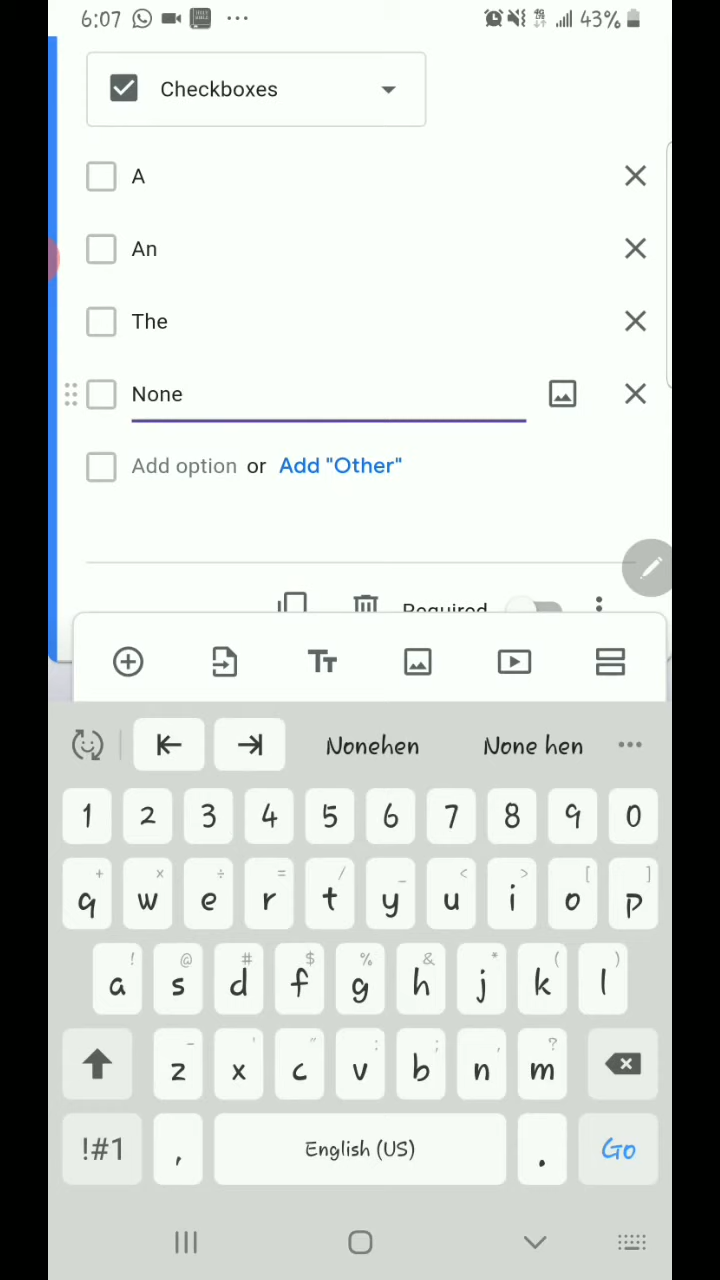 6:07 43%
Checkboxes
A
An
The
None
Add option or Add "Other"
Required
Nonehen None hen
1 2 3 4 5 6 7 8 9 0
+ × ÷ = / _ < > [ ]
q w e r t y u i o p
! @ # $ % & * ( )
a s d f g h j k l
- ' " : ; , ?
z x c v b n m
!#1 , English (US) . Go